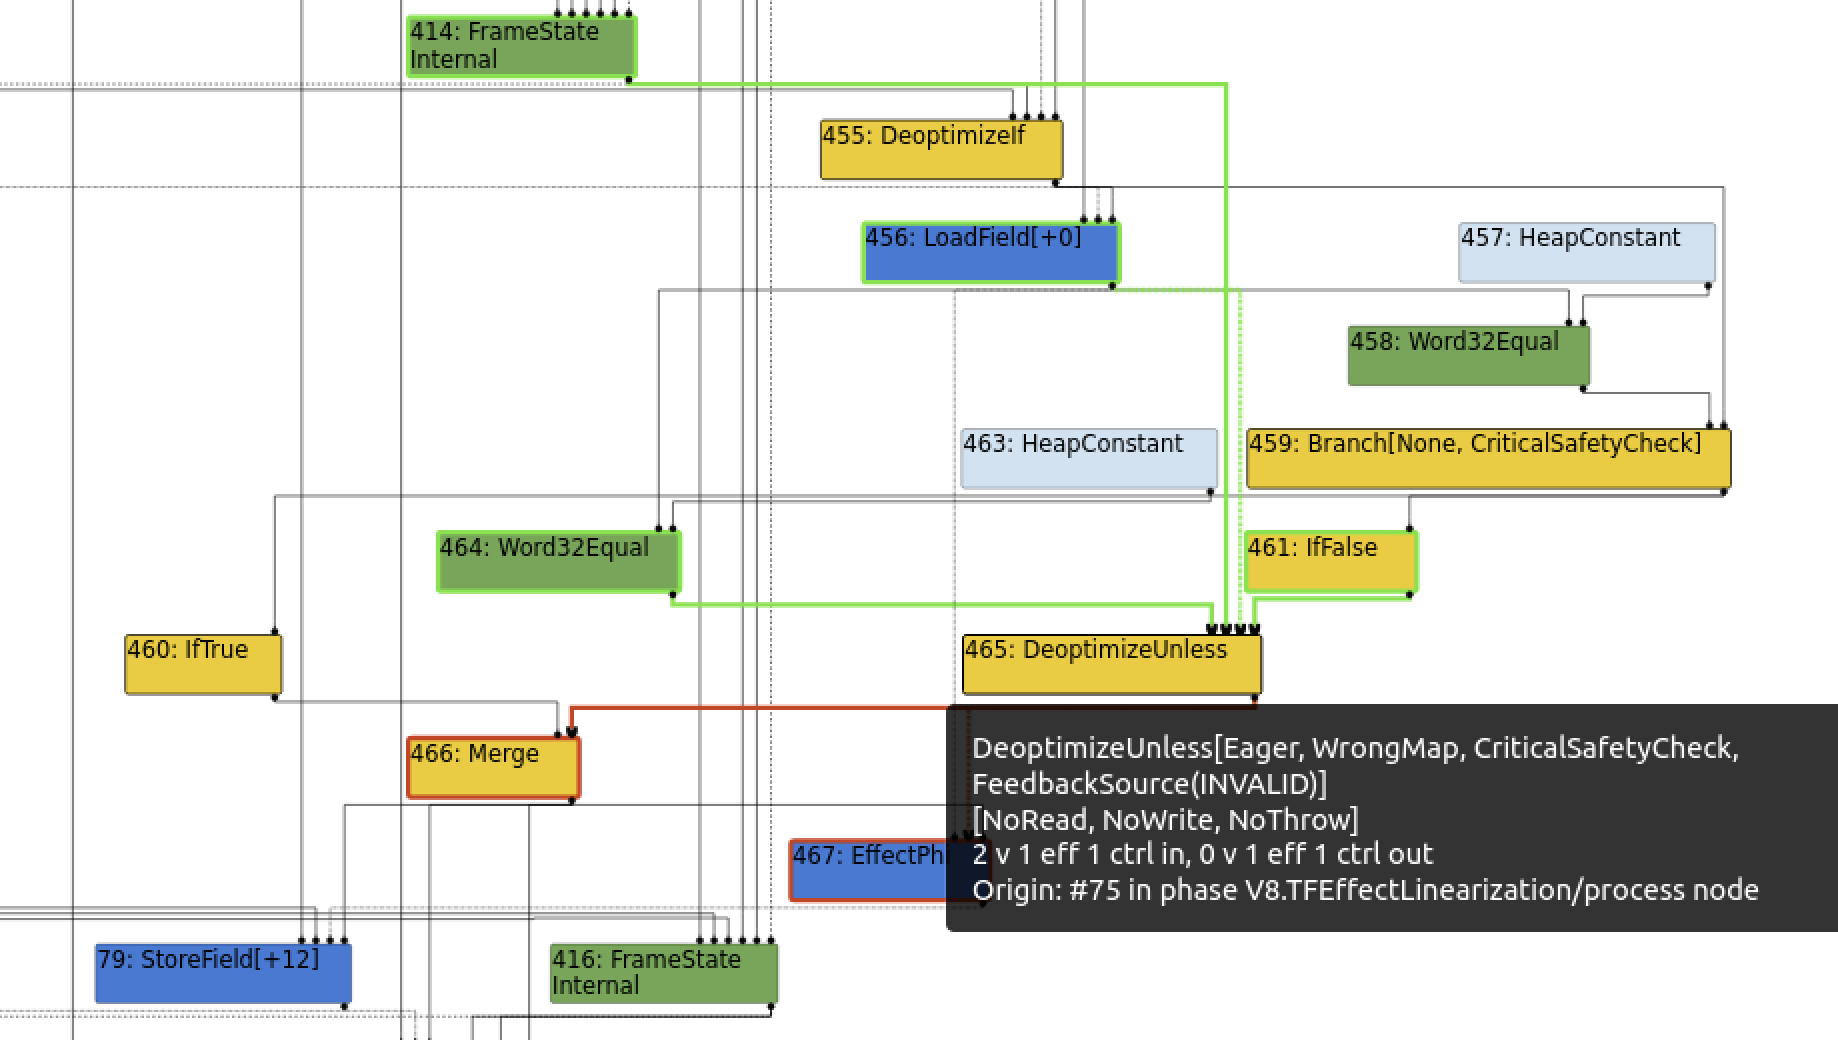 414: FrameState
Internal
455: DeoptimizeIf
456: LoadField[+0]
457: HeapConstant
458: Word32Equal
463: HeapConstant
459: Branch[None, CriticalSafetyCheck]
464: Word32Equal
461: IfFalse
460: IfTrue
465: DeoptimizeUnless
466: Merge
DeoptimizeUnless[Eager, WrongMap, CriticalSafetyCheck,
FeedbackSource(INVALID)]
[NoRead, NoWrite, NoThrow]
2 v 1 eff 1 ctrl in, 0 v 1 eff 1 ctrl out
Origin: #75 in phase V8.TFEffectLinearization/process node
467: EffectPhi
79: StoreField[+12]
416: FrameState
Internal